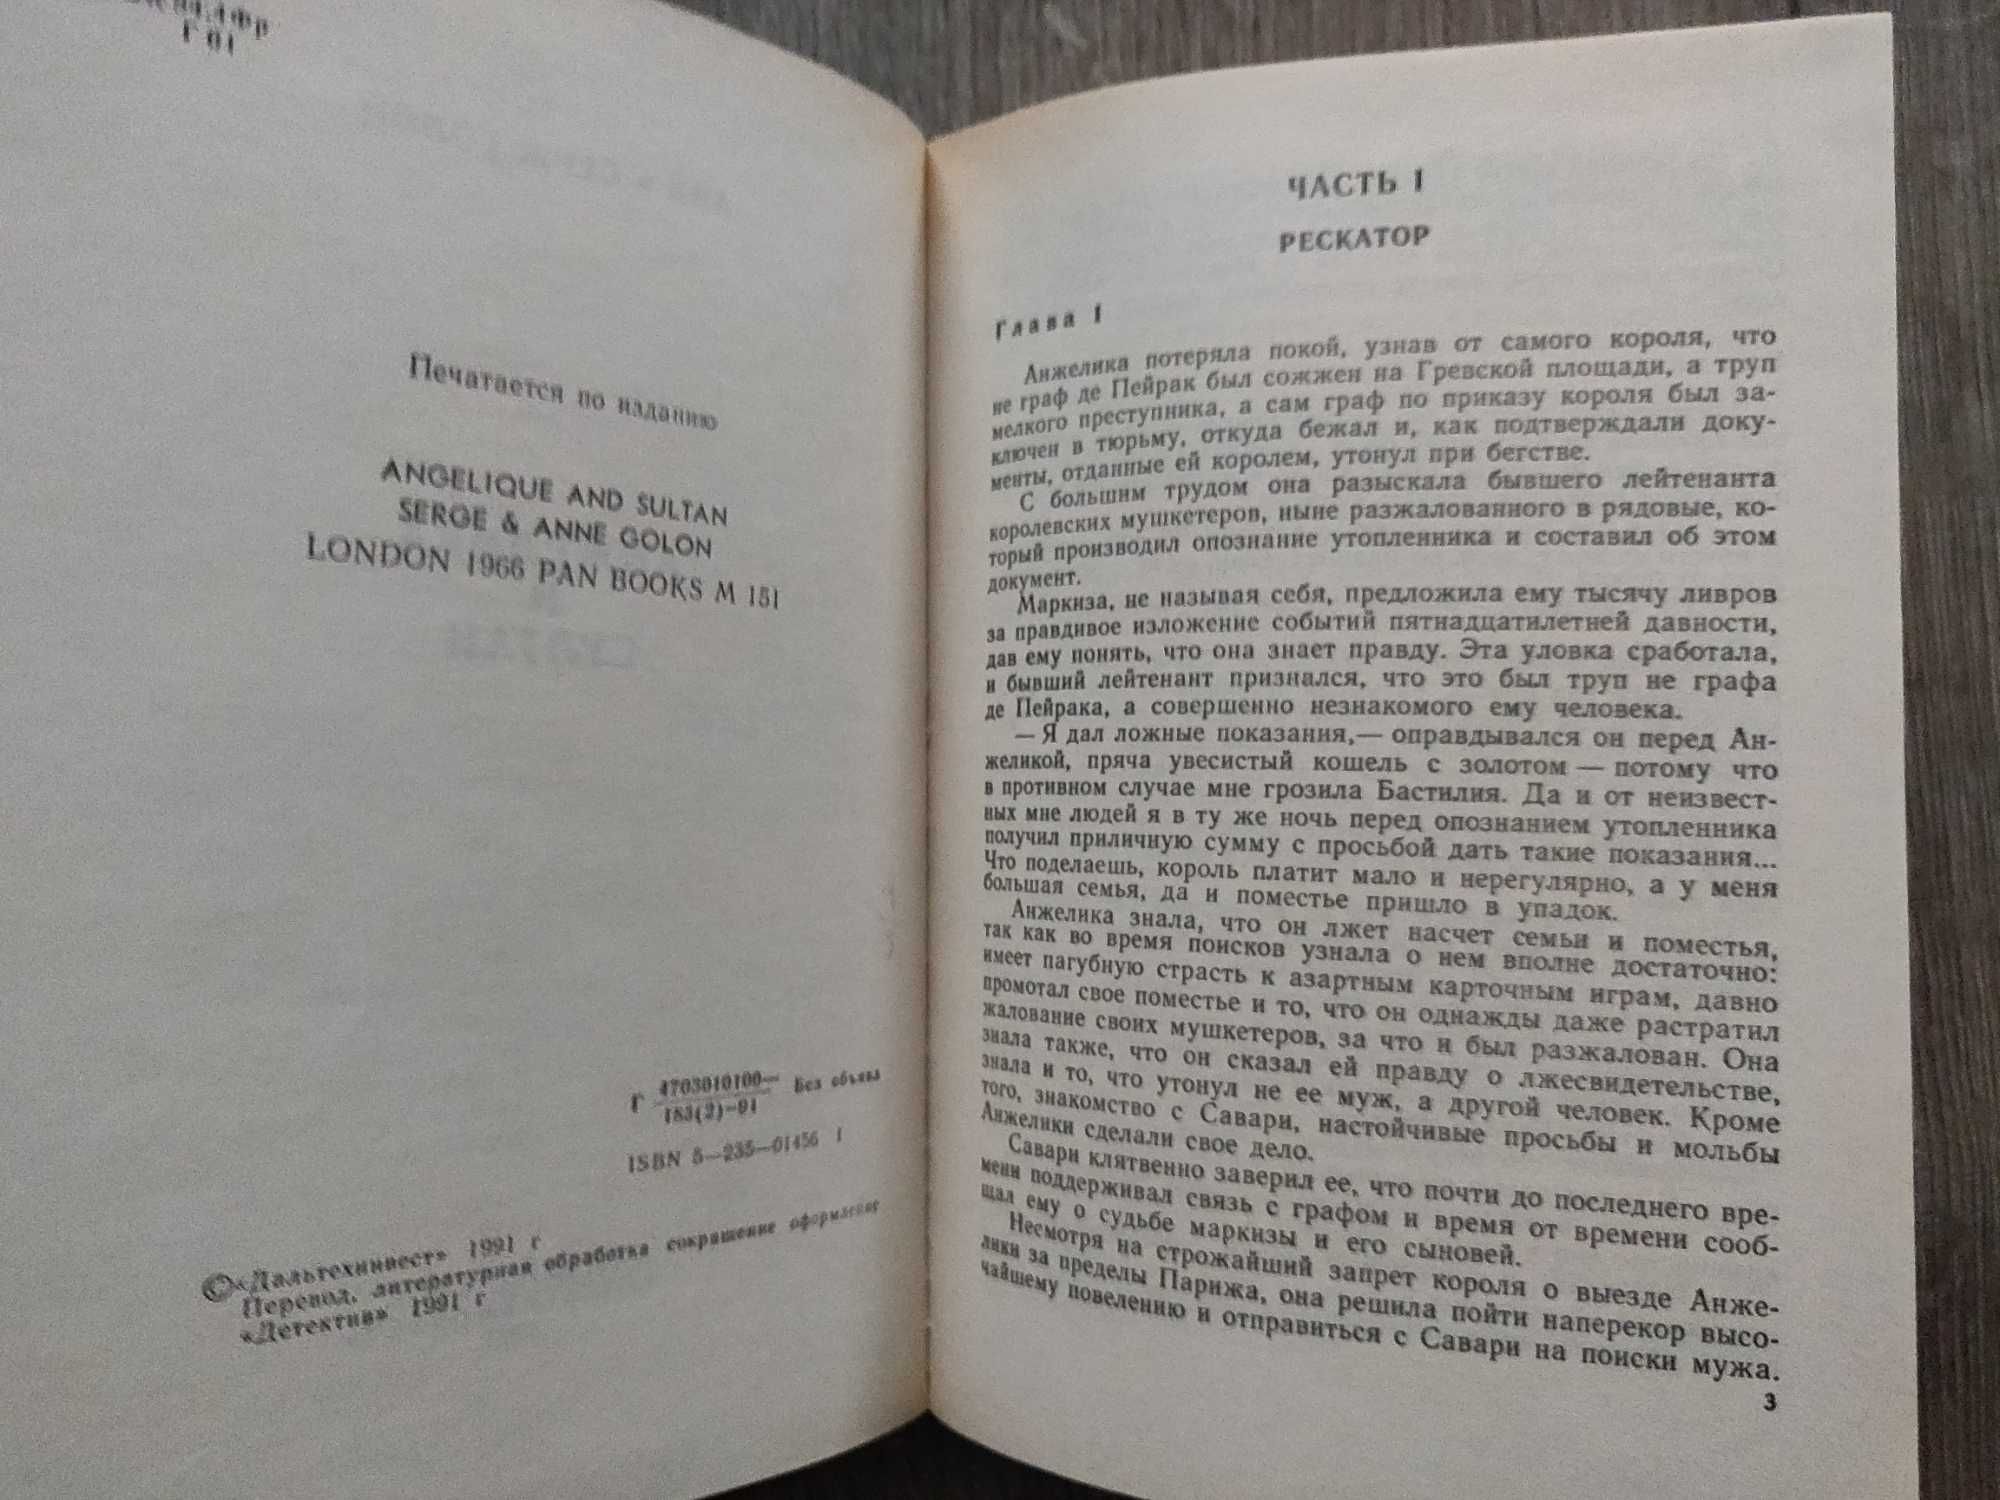 Г 01
Печатается по изданию
ANGELIQUE AND SULTAN
SERGE & ANNE GOLON
LONDON 1966 PAN BOOKS M 151
Г 4703010100— Без объявл
183(2)—91
ISBN 5—235—01456 1
©«Дальтехинвест» 1991 г
Перевод, литературная обработка сокращение оформление
«Детектив» 1991 г
ЧАСТЬ I
РЕСКАТОР
Глава I
Анжелика потеряла покой, узнав от самого короля, что
не граф де Пейрак был сожжен на Гревской площади, а труп
мелкого преступника, а сам граф по приказу короля был за-
ключен в тюрьму, откуда бежал и, как подтверждали доку-
менты, отданные ей королем, утонул при бегстве.
С большим трудом она разыскала бывшего лейтенанта
королевских мушкетеров, ныне разжалованного в рядовые, ко-
торый производил опознание утопленника и составил об этом
документ.
Маркиза, не называя себя, предложила ему тысячу ливров
за правдивое изложение событий пятнадцатилетней давности,
дав ему понять, что она знает правду. Эта уловка сработала,
и бывший лейтенант признался, что это был труп не графа
де Пейрака, а совершенно незнакомого ему человека.
— Я дал ложные показания,— оправдывался он перед Ан-
желикой, пряча увесистый кошель с золотом — потому что
в противном случае мне грозила Бастилия. Да и от неизвест-
ных мне людей я в ту же ночь перед опознанием утопленника
получил приличную сумму с просьбой дать такие показания...
Что поделаешь, король платит мало и нерегулярно, а у меня
большая семья, да и поместье пришло в упадок.
Анжелика знала, что он лжет насчет семьи и поместья,
так как во время поисков узнала о нем вполне достаточно:
имеет пагубную страсть к азартным карточным играм, давно
промотал свое поместье и то, что он однажды даже растратил
жалование своих мушкетеров, за что и был разжалован. Она
знала также, что он сказал ей правду о лжесвидетельстве,
знала и то, что утонул не ее муж, а другой человек. Кроме
того, знакомство с Савари, настойчивые просьбы и мольбы
Анжелики сделали свое дело.
Савари клятвенно заверил ее, что почти до последнего вре-
мени поддерживал связь с графом и время от времени сооб-
щал ему о судьбе маркизы и его сыновей.
Несмотря на строжайший запрет короля о выезде Анже-
лики за пределы Парижа, она решила пойти наперекор высо-
чайшему повелению и отправиться с Савари на поиски мужа.
3